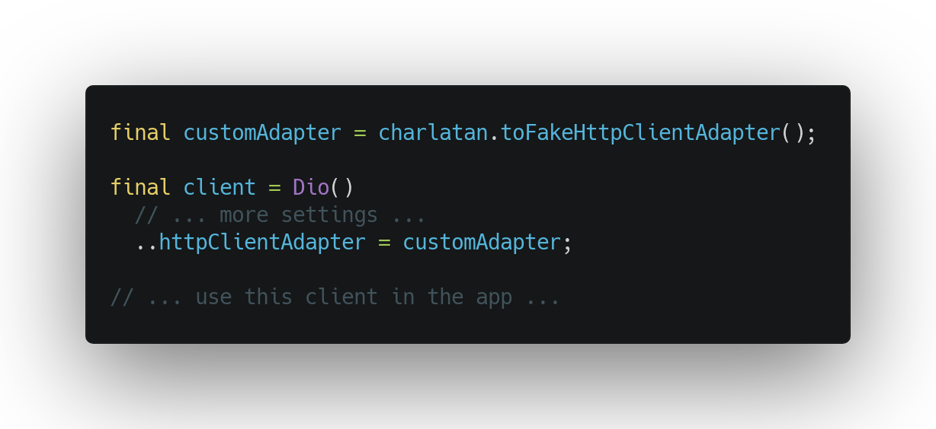 final customAdapter = charlatan.toFakeHttpClientAdapter();
final client = Dio()
// ... more settings ...
..httpClientAdapter = customAdapter;
// ... use this client in the app ...